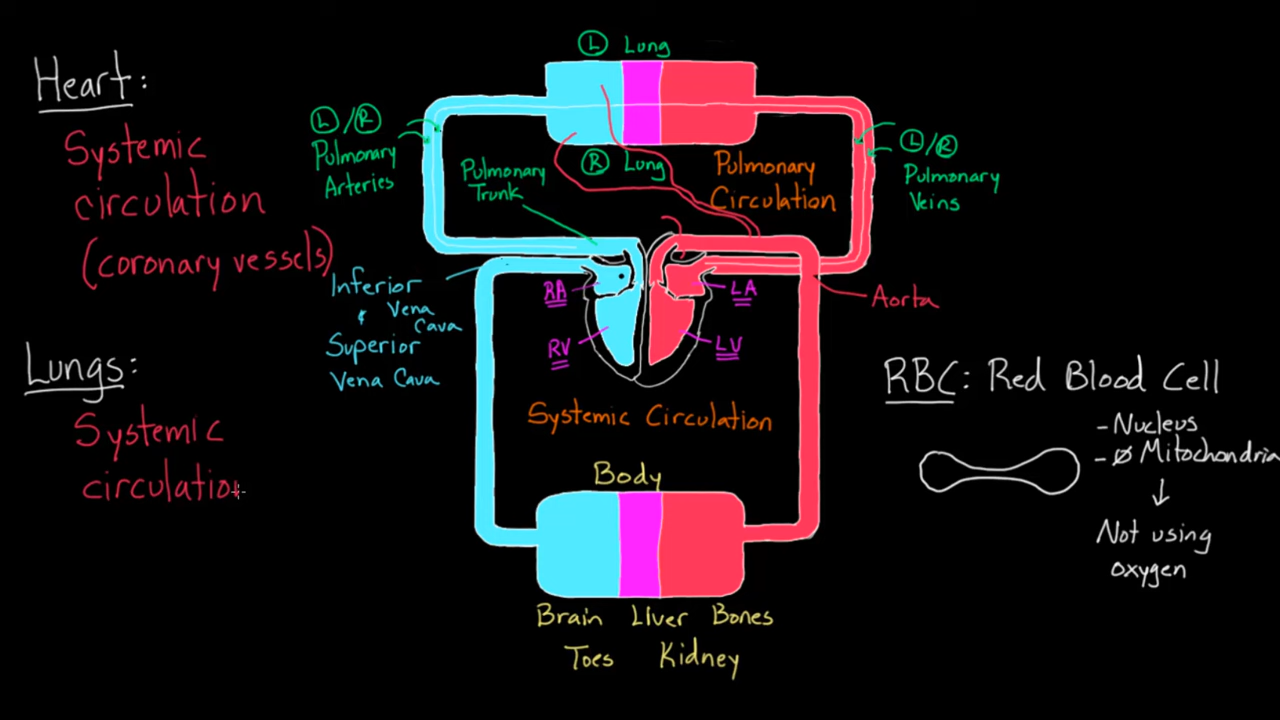 Heart:
Systemic
circulation
(coronary vessels)
Lungs:
Systemic
circulation
L Lung
L/R
Pulmonary
Arteries
Pulmonary
Trunk
R Lung
Pulmonary
Circulation
L/R
Pulmonary
Veins
Inferior
& Vena
Cava
Superior
Vena Cava
RA
LA
RV
LV
Aorta
Systemic Circulation
Body
Brain Liver Bones
Toes Kidney
RBC: Red Blood Cell
- Nucleus
- Ø Mitochondria
↓
Not using
oxygen